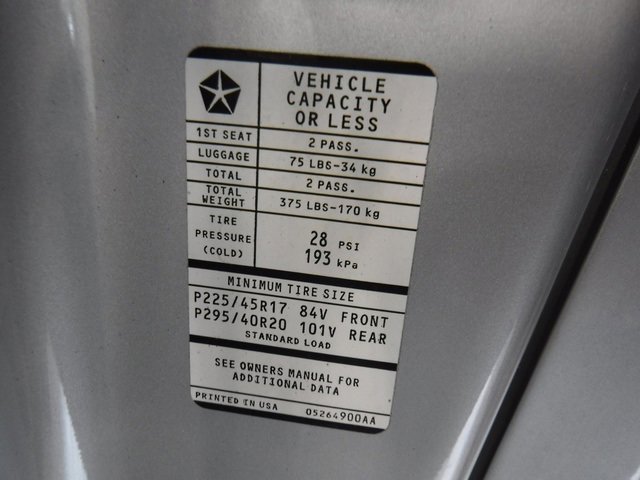 VEHICLE
CAPACITY
OR LESS
1ST SEAT 2 PASS.
LUGGAGE 75 LBS-34 kg
TOTAL 2 PASS.
TOTAL
WEIGHT 375 LBS-170 kg
TIRE
PRESSURE 28 PSI
(COLD) 193 kPa
MINIMUM TIRE SIZE
P225/45R17 84V FRONT
P295/40R20 101V REAR
STANDARD LOAD
SEE OWNERS MANUAL FOR
ADDITIONAL DATA
PRINTED IN USA 05264900AA